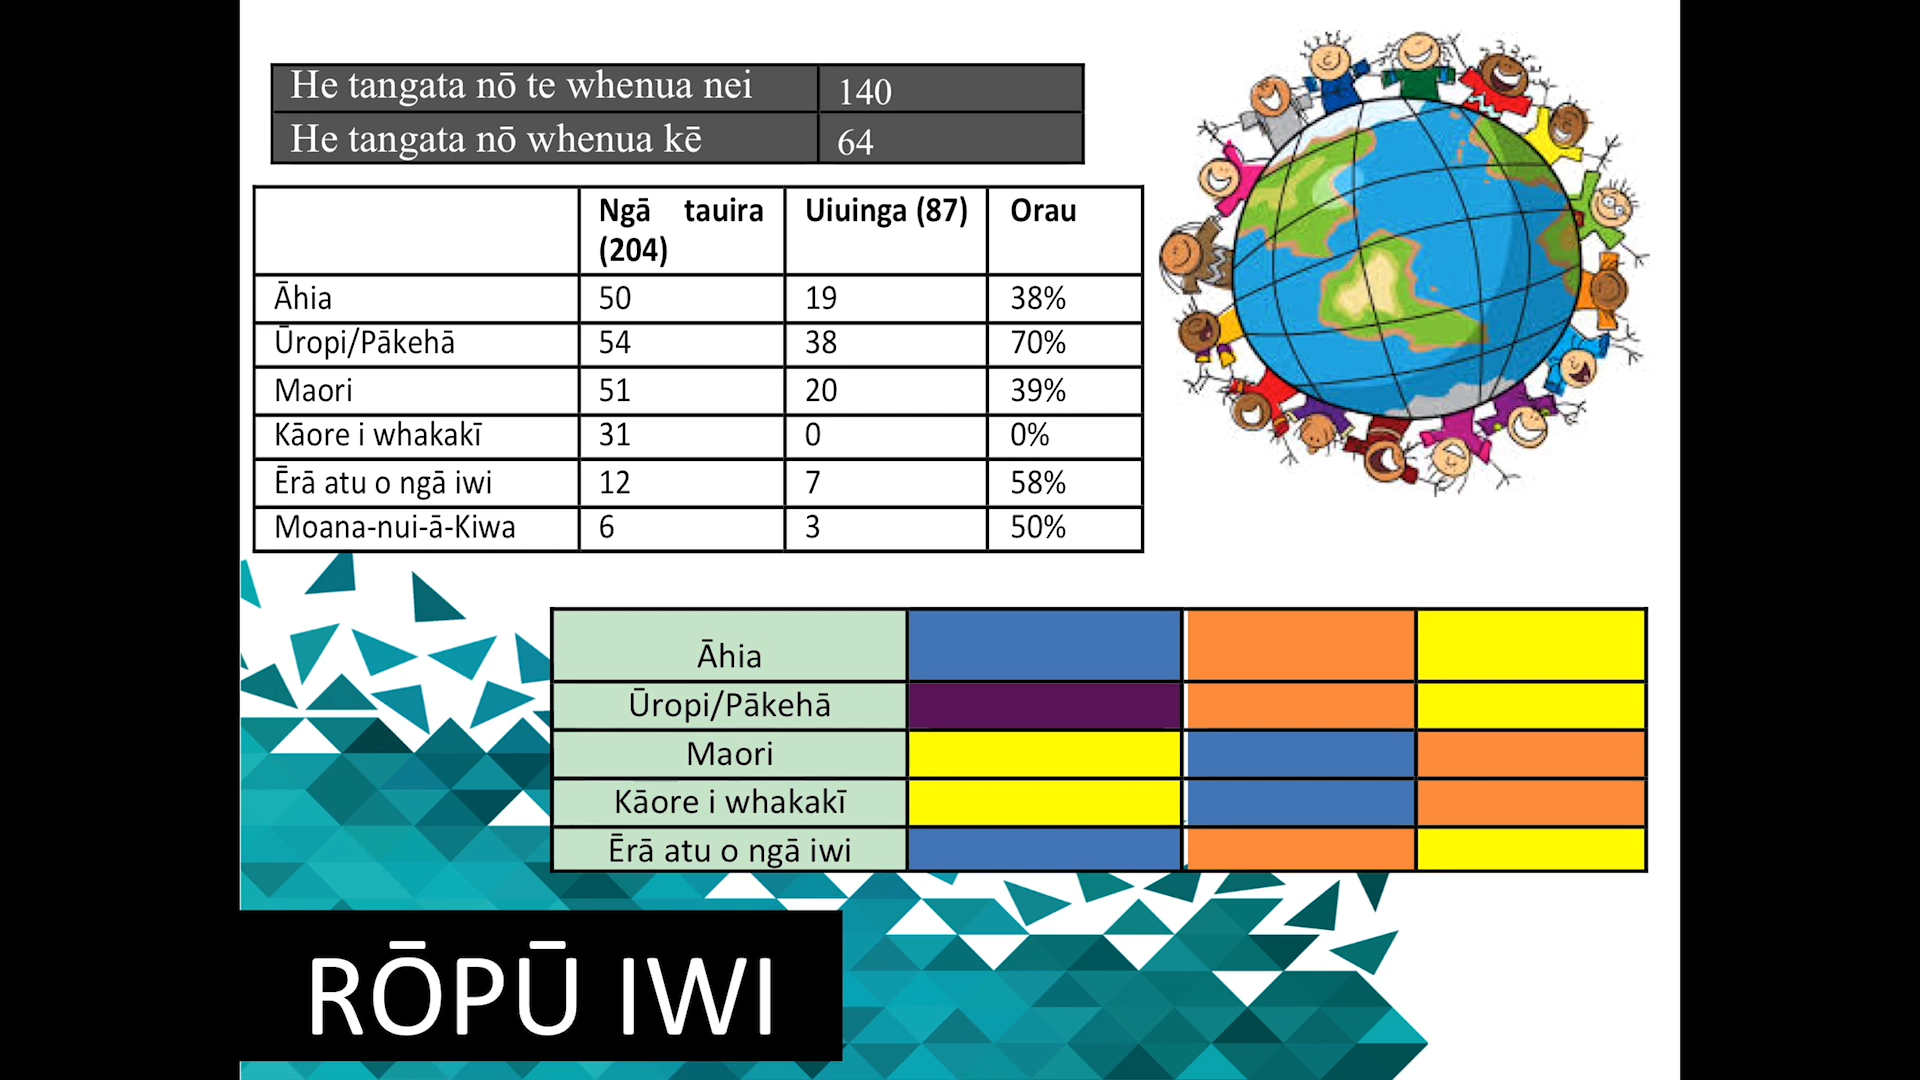 He tangata nō te whenua nei 140
He tangata nō whenua kē 64
Ngā tauira (204) Uiuinga (87) Orau
Āhia 50 19 38%
Ūropi/Pākehā 54 38 70%
Maori 51 20 39%
Kāore i whakakī 31 0 0%
Ērā atu o ngā iwi 12 7 58%
Moana-nui-ā-Kiwa 6 3 50%
Āhia
Ūropi/Pākehā
Maori
Kāore i whakakī
Ērā atu o ngā iwi
RŌPŪ IWI